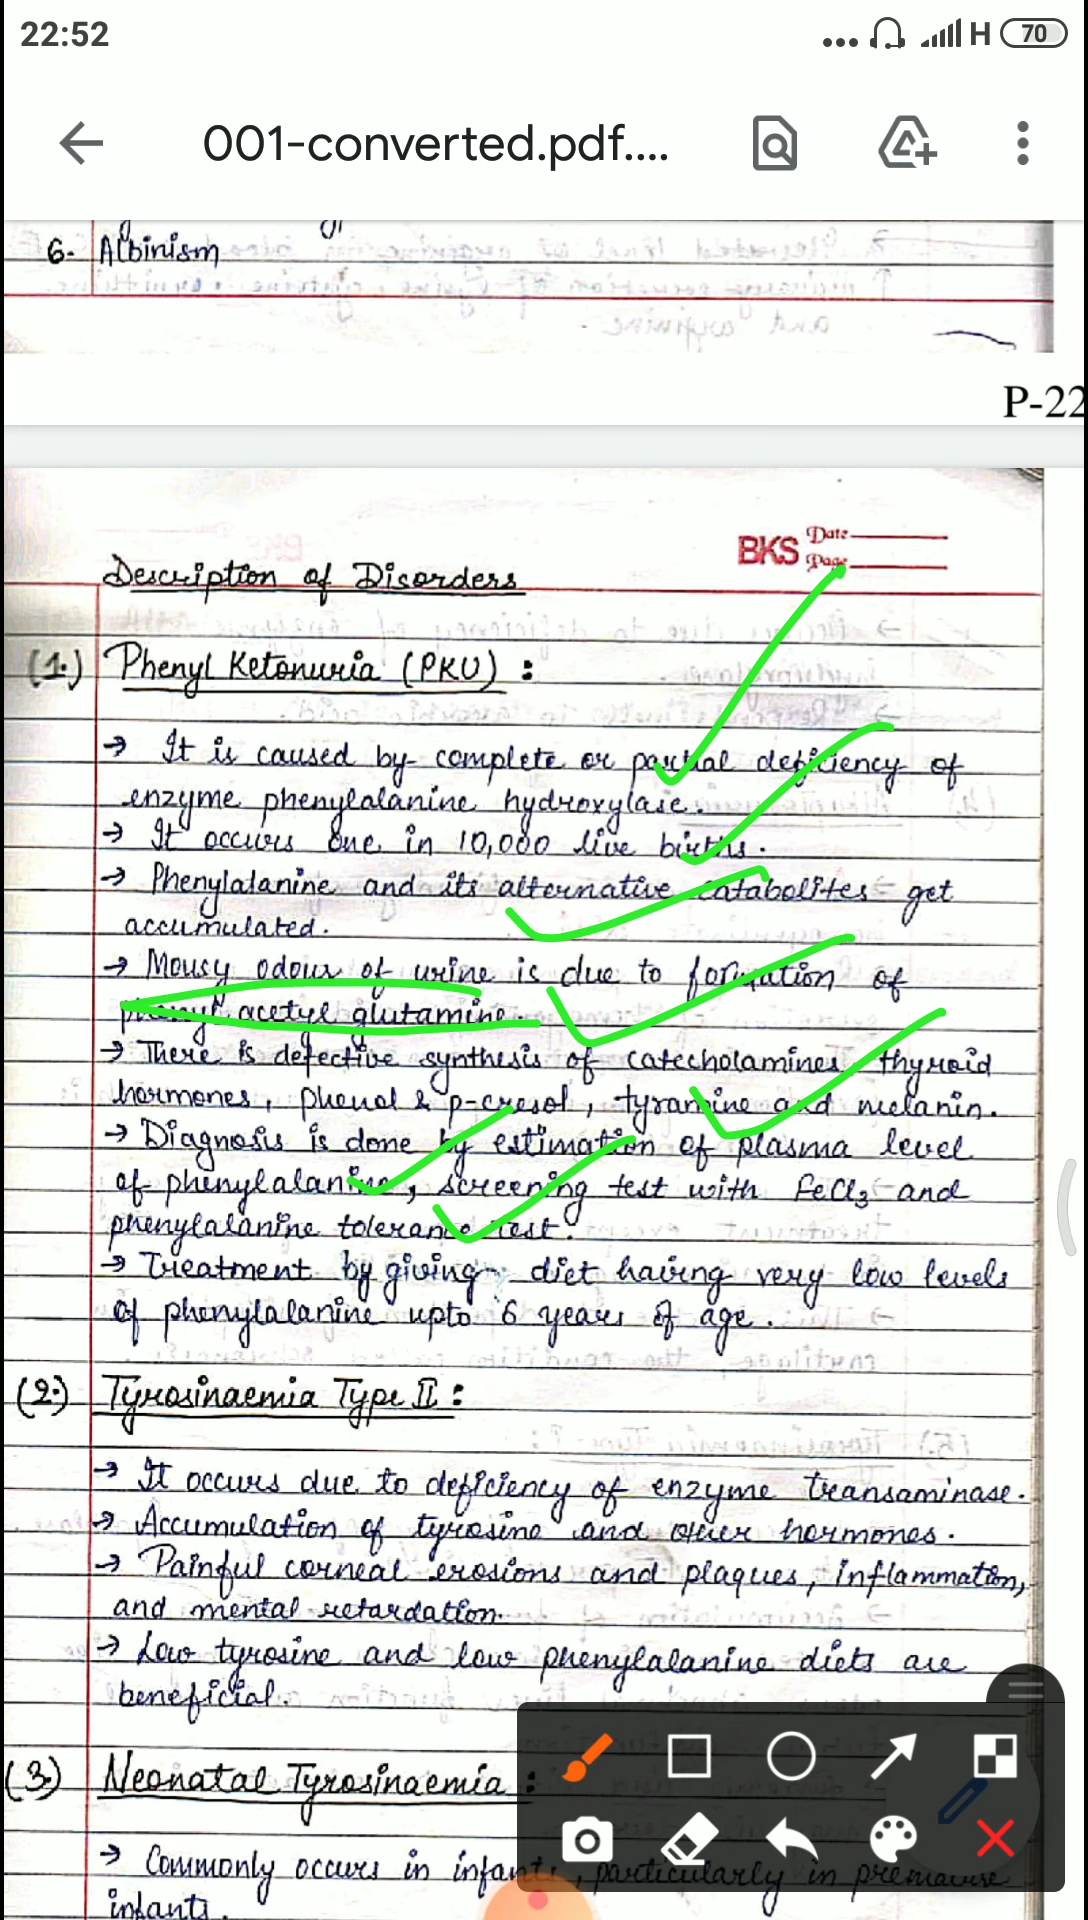 22:52
... H 70
001-converted.pdf....
6. Albinism
P-22
BKS Date
Page
Description of Disorders
(1.) Phenyl Ketonuria (PKU) :
→ It is caused by complete or partial deficiency of
enzyme phenylalanine hydroxylase.
→ It occurs one in 10,000 live births.
→ Phenylalanine and its alternative catabolites get
accumulated.
→ Mousy odour of urine is due to formation of
phenyl acetyl glutamine.
→ There is defective synthesis of catecholamines, thyroid
hormones, phenol & p-cresol, tyramine and melanin.
→ Diagnosis is done by estimation of plasma level
of phenylalanine, screening test with FeCl3 and
phenylalanine tolerance test.
→ Treatment by giving diet having very low levels
of phenylalanine upto 6 years of age.
(2.) Tyrosinaemia Type II :
→ It occurs due to deficiency of enzyme transaminase.
→ Accumulation of tyrosine and other hormones.
→ Painful corneal erosions and plaques, inflammaton,
and mental retardation.
→ Low tyrosine and low phenylalanine diets are
beneficial.
(3.) Neonatal Tyrosinaemia :
→ Commonly occurs in infants, particularly in premature
infants.